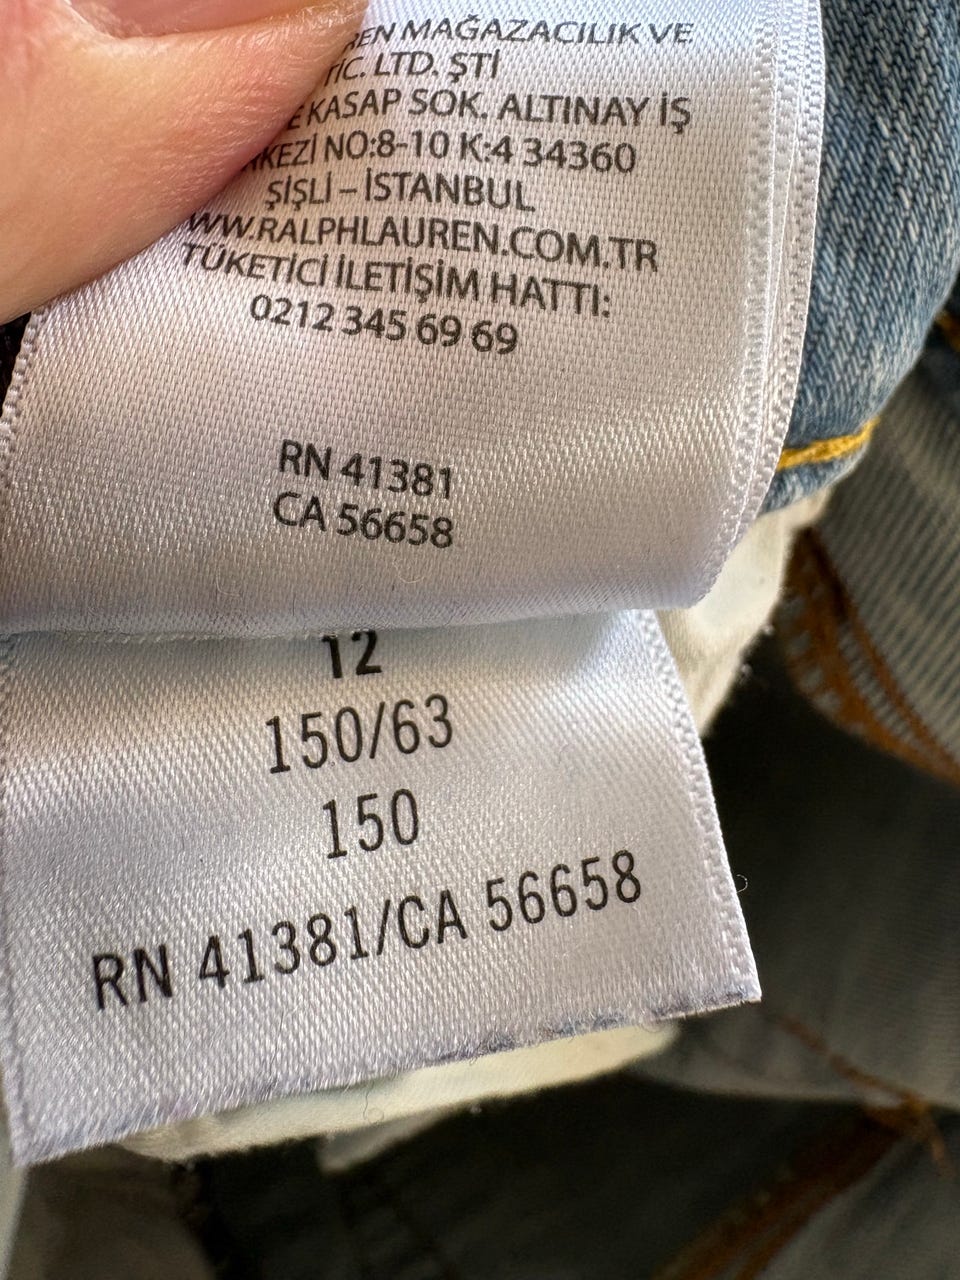 MAĞAZACILIK VE
TİC. LTD. ŞTİ
KASAP SOK. ALTINAY İŞ
NO:8-10 K:4 34360
ŞİŞLİ – İSTANBUL
WWW.RALPHLAUREN.COM.TR
TÜKETİCİ İLETİŞİM HATTI:
0212 345 69 69
RN 41381
CA 56658
12
150/63
150
RN 41381/CA 56658